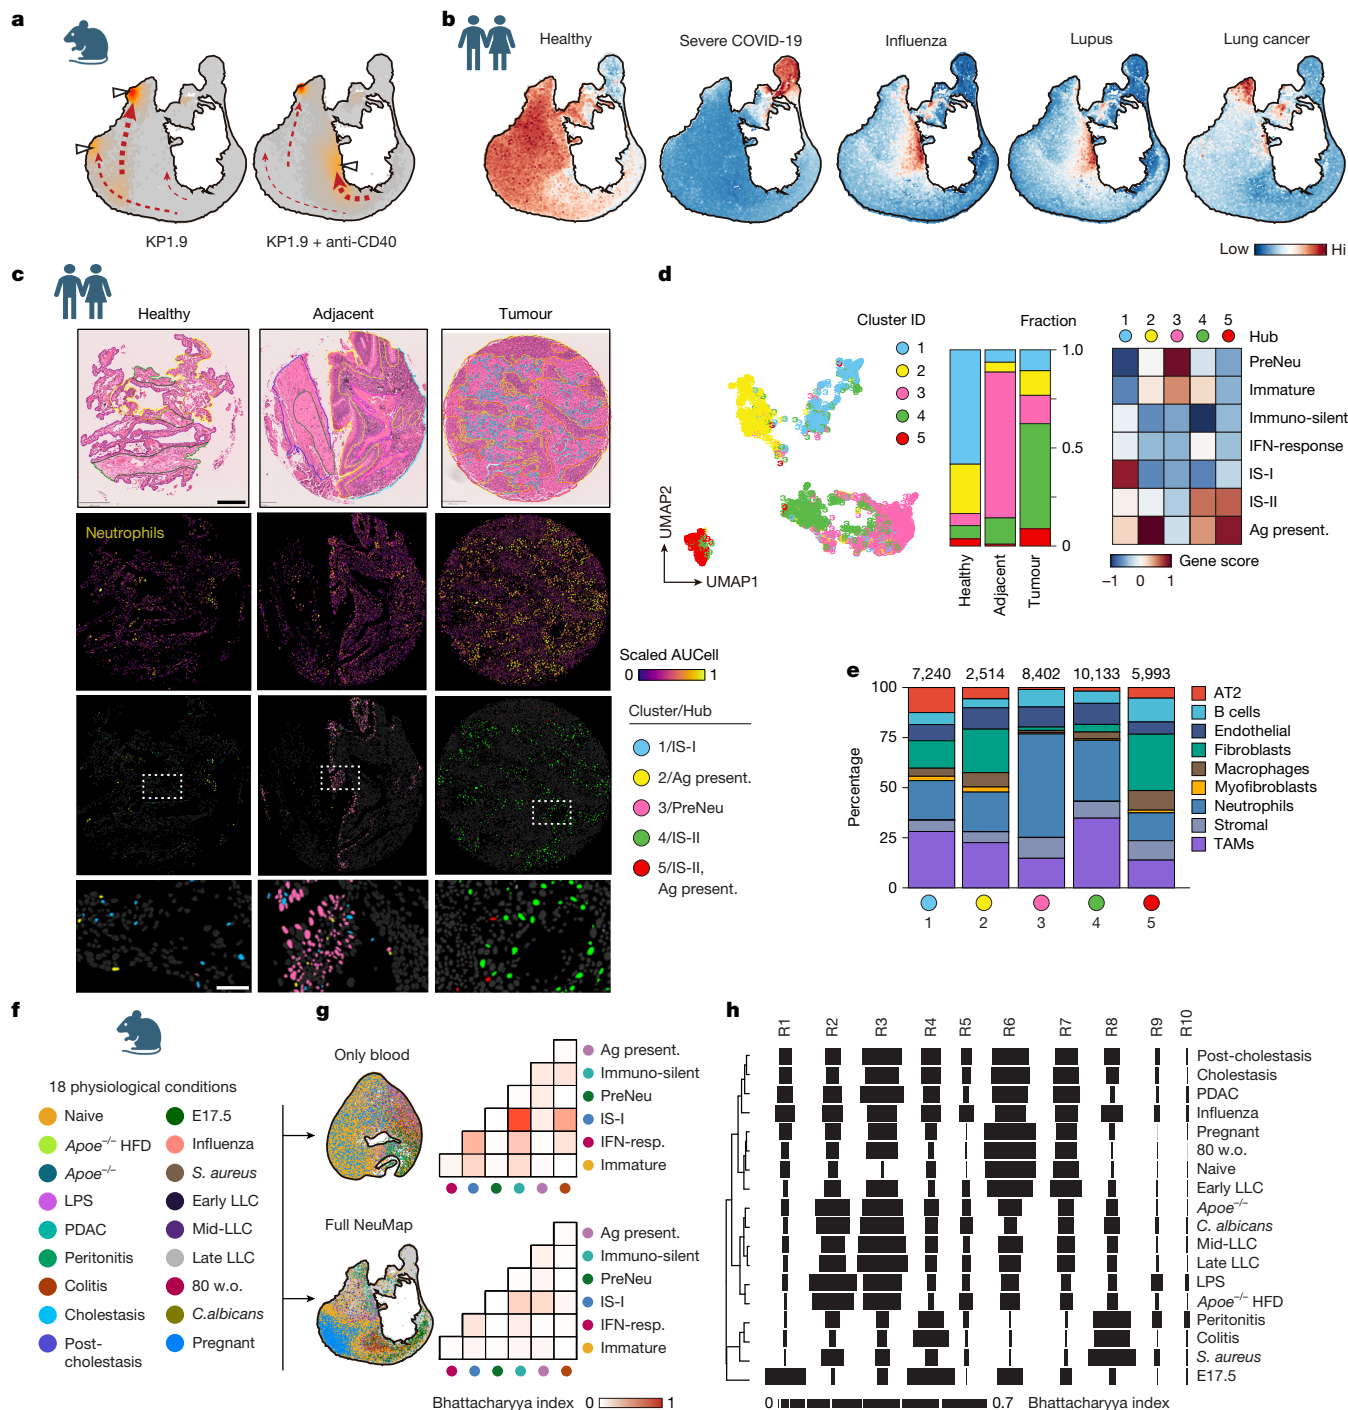 a
KP1.9
KP1.9 + anti-CD40
b
Healthy
Severe COVID-19
Influenza
Lupus
Lung cancer
Low
Hi
c
Healthy
Adjacent
Tumour
Neutrophils
Scaled AUCell
0
1
Cluster/Hub
1/IS-I
2/Ag present.
3/PreNeu
4/IS-II
5/IS-II,
Ag present.
d
UMAP2
UMAP1
Cluster ID
1
2
3
4
5
Fraction
1.0
0.5
0
Healthy
Adjacent
Tumour
1 2 3 4 5
Hub
PreNeu
Immature
Immuno-silent
IFN-response
IS-I
IS-II
Ag present.
−1 0 1
Gene score
e
7,240 2,514 8,402 10,133 5,993
Percentage
100
75
50
25
0
1 2 3 4 5
AT2
B cells
Endothelial
Fibroblasts
Macrophages
Myofibroblasts
Neutrophils
Stromal
TAMs
f
18 physiological conditions
Naive
Apoe−/− HFD
Apoe−/−
LPS
PDAC
Peritonitis
Colitis
Cholestasis
Post-
cholestasis
E17.5
Influenza
S. aureus
Early LLC
Mid-LLC
Late LLC
80 w.o.
C.albicans
Pregnant
g
Only blood
Ag present.
Immuno-silent
PreNeu
IS-I
IFN-resp.
Immature
Full NeuMap
Ag present.
Immuno-silent
PreNeu
IS-I
IFN-resp.
Immature
Bhattacharyya index
0
1
h
R1 R2 R3 R4 R5 R6 R7 R8 R9 R10
Post-cholestasis
Cholestasis
PDAC
Influenza
Pregnant
80 w.o.
Naive
Early LLC
Apoe−/−
C. albicans
Mid-LLC
Late LLC
LPS
Apoe−/− HFD
Peritonitis
Colitis
S. aureus
E17.5
0
0.7
Bhattacharyya index